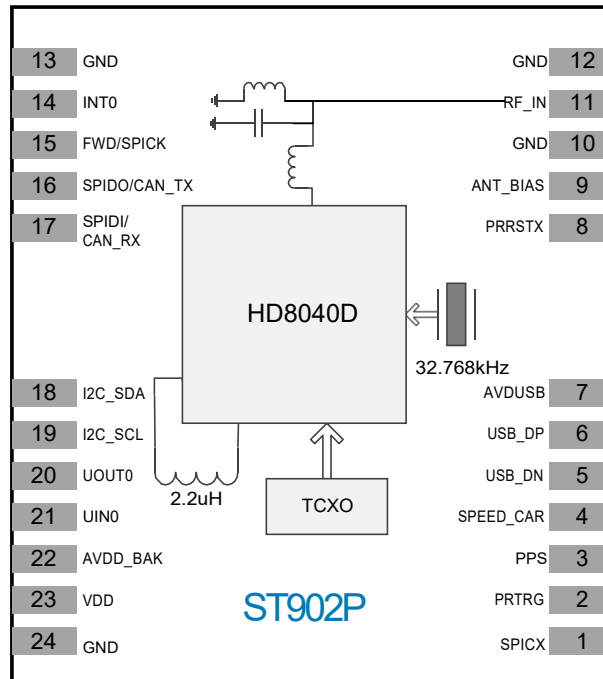 13 GND
GND 12
14 INT0
RF_IN 11
15 FWD/SPICK
GND 10
16 SPIDO/CAN_TX
ANT_BIAS 9
17 SPIDI/
CAN_RX
PRRSTX 8
HD8040D
32.768kHz
18 I2C_SDA
AVDUSB 7
19 I2C_SCL
USB_DP 6
20 UOUT0
USB_DN 5
2.2uH
TCXO
21 UIN0
SPEED_CAR 4
22 AVDD_BAK
PPS 3
23 VDD
ST902P
PRTRG 2
24 GND
SPICX 1